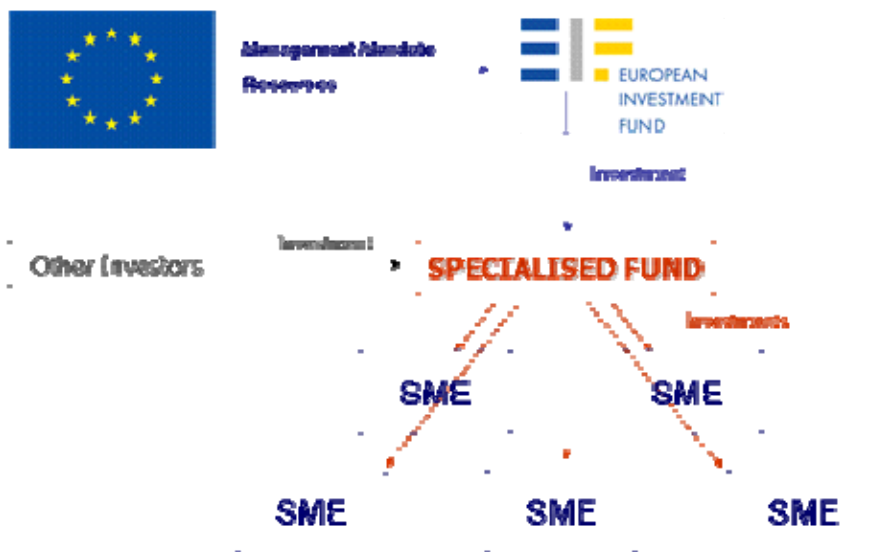 Management Mandate
Resources
EUROPEAN
INVESTMENT
FUND
Investment
Investment
Other Investors
SPECIALISED FUND
Investments
SME
SME
SME
SME
SME